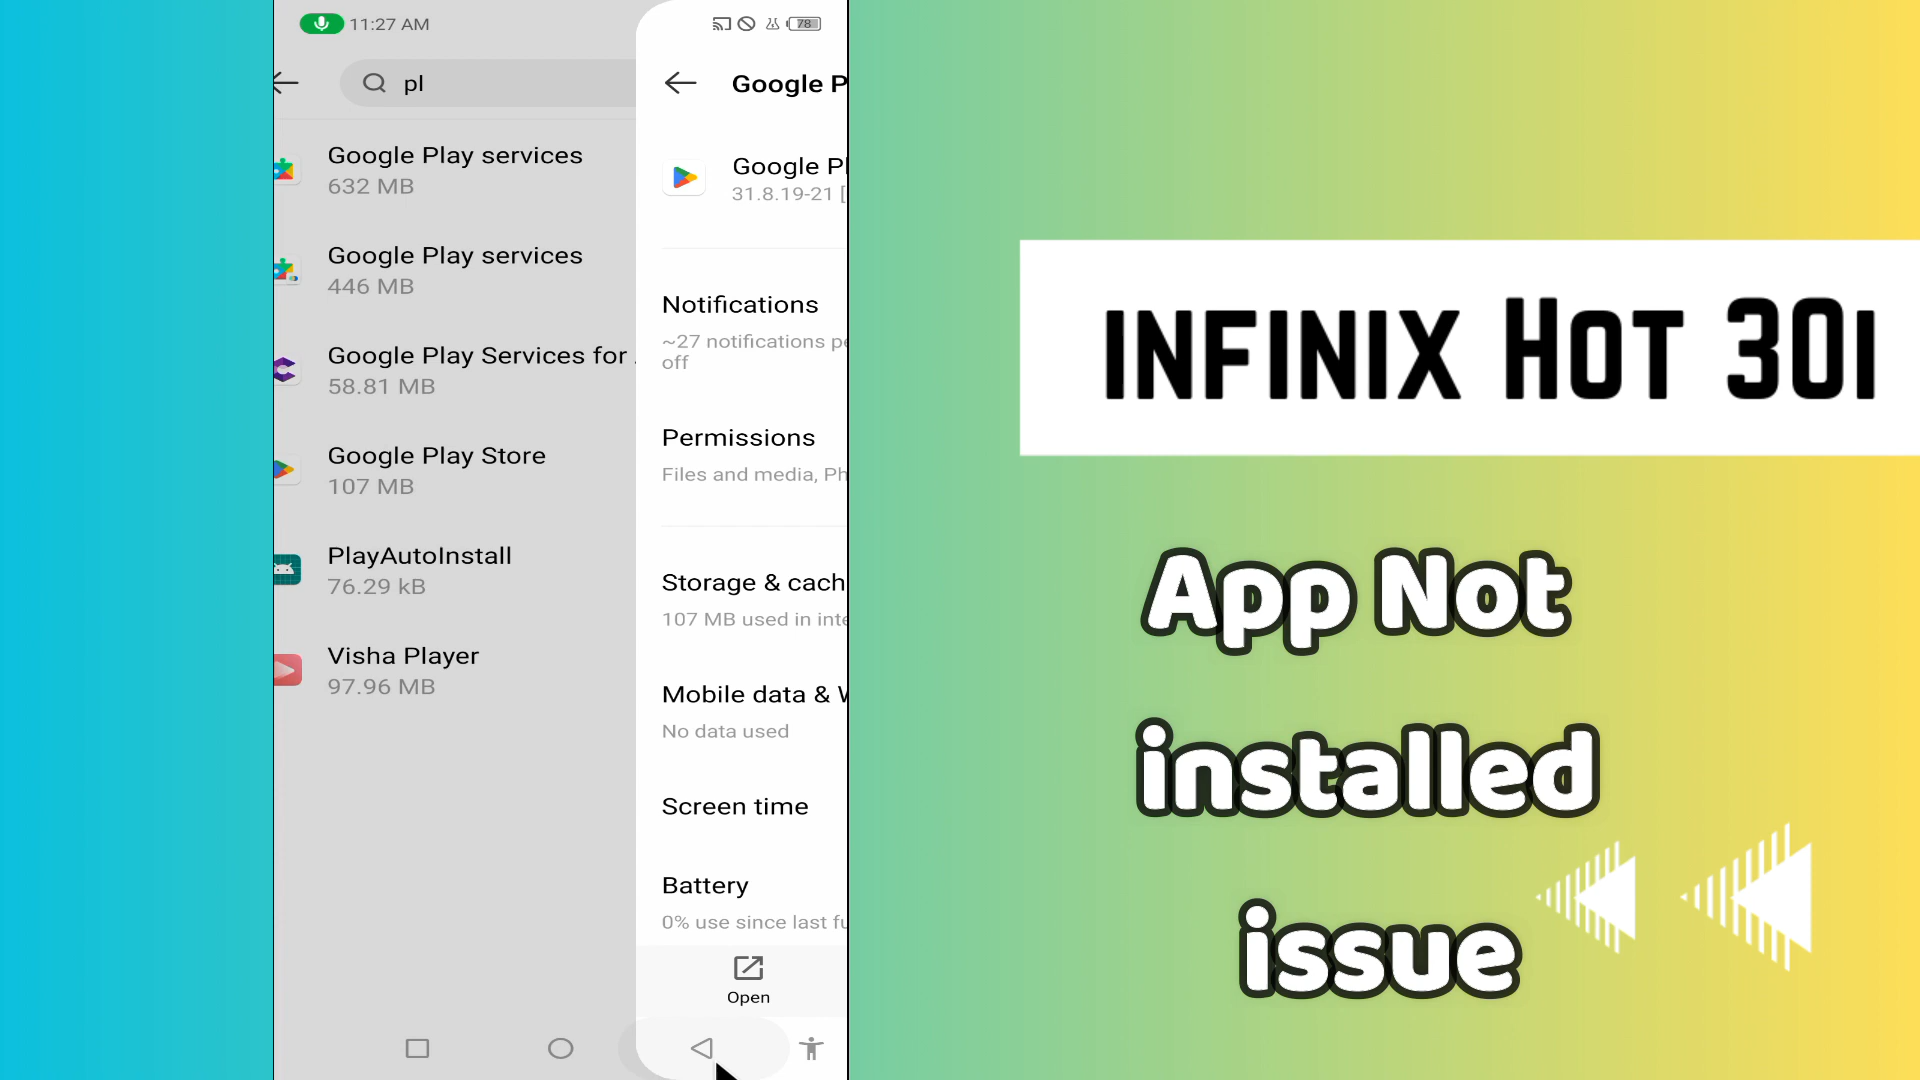 11:27 AM
78
pl
Google Play services
632 MB
Google Play services
446 MB
Google Play Services for
58.81 MB
Google Play Store
107 MB
PlayAutoInstall
76.29 kB
Visha Player
97.96 MB
Google P
Google Pl
31.8.19-21 [
Notifications
~27 notifications pe
off
Permissions
Files and media, Ph
Storage & cach
107 MB used in inte
Mobile data & W
No data used
Screen time
Battery
0% use since last fu
Open
INFINIX HOT 30I
App Not
installed
issue